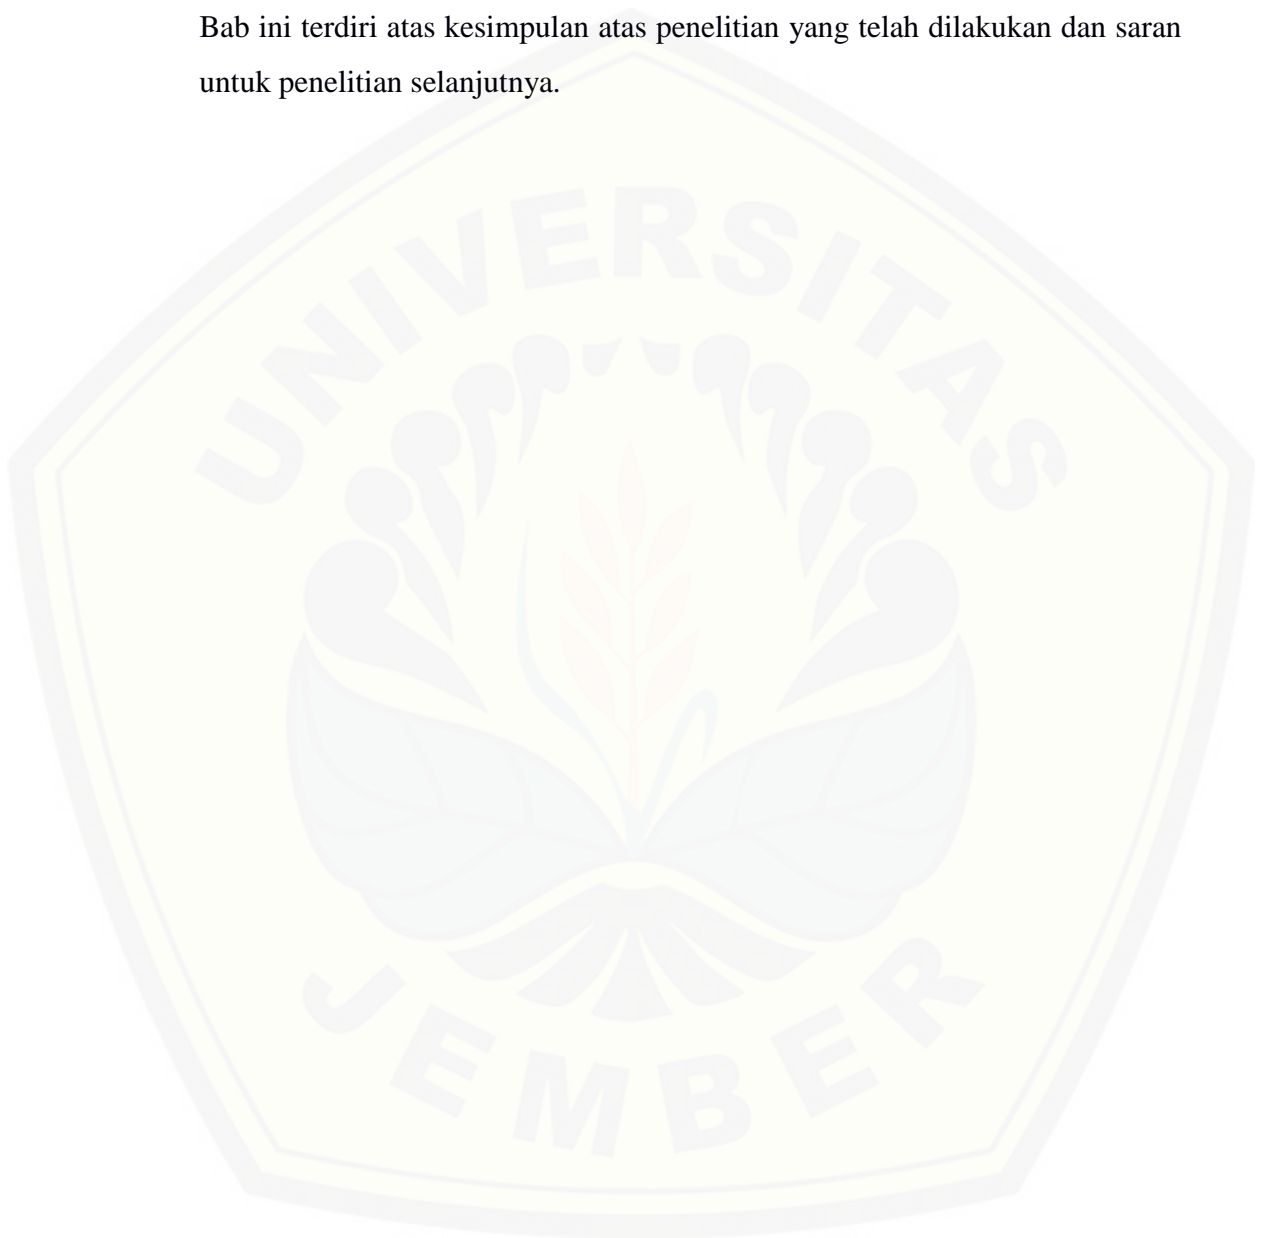 Bab ini terdiri atas kesimpulan atas penelitian yang telah dilakukan dan saran
untuk penelitian selanjutnya.
UNIVERSITAS
JEMBER